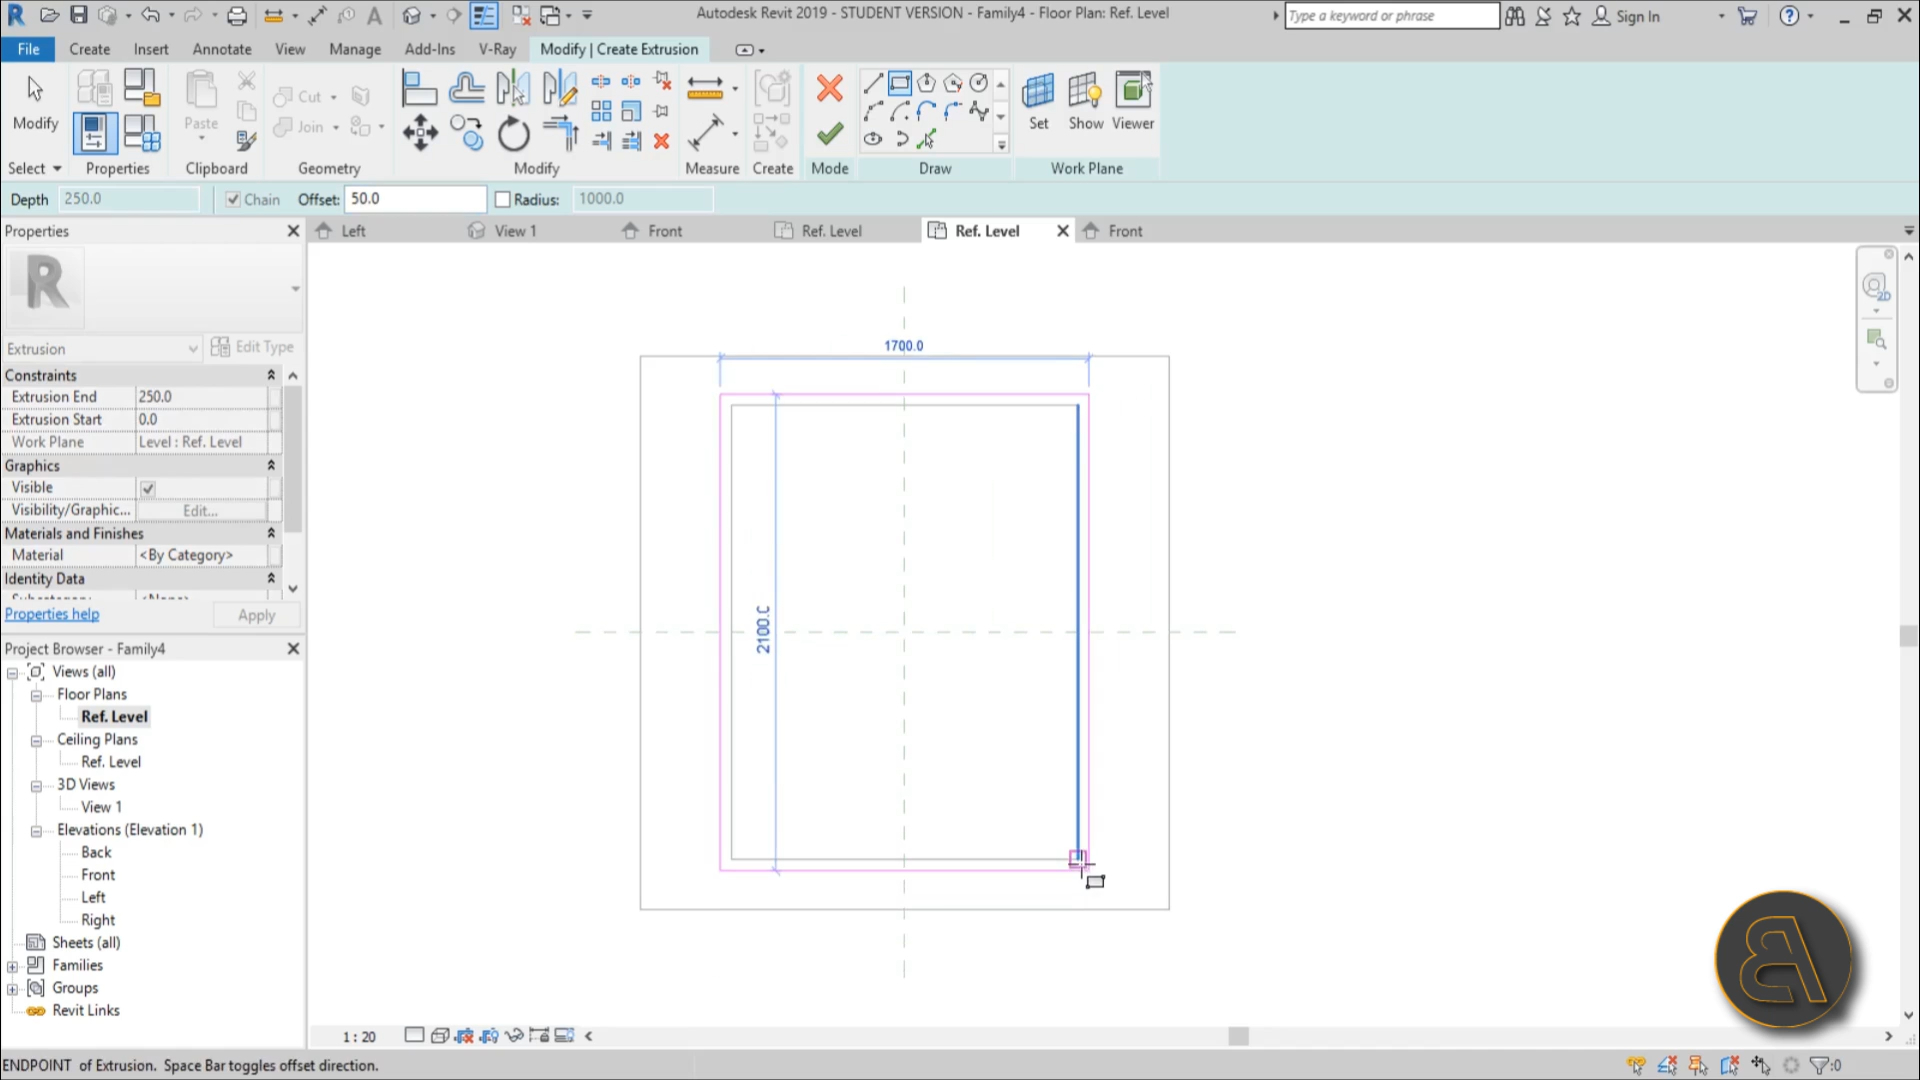 Autodesk Revit 2019 - STUDENT VERSION - Family4 - Floor Plan: Ref. Level
Type a keyword or phrase
Sign In
File Create Insert Annotate View Manage Add-Ins V-Ray Modify | Create Extrusion
Modify
Paste
Cut
Join
Set Show Viewer
Select Properties Clipboard Geometry Modify Measure Create Mode Draw Work Plane
Depth 250.0 Chain Offset: 50.0 Radius: 1000.0
Properties
Left View 1 Front Ref. Level Ref. Level Front
R
2D
Extrusion Edit Type
Constraints
Extrusion End 250.0
Extrusion Start 0.0
Work Plane Level : Ref. Level
Graphics
Visible
Visibility/Graphic... Edit...
Materials and Finishes
Material <By Category>
Identity Data
Properties help Apply
1700.0
2100.0
Project Browser - Family4
Views (all)
Floor Plans
Ref. Level
Ceiling Plans
Ref. Level
3D Views
View 1
Elevations (Elevation 1)
Back
Front
Left
Right
Sheets (all)
Families
Groups
Revit Links
1 : 20
ENDPOINT of Extrusion. Space Bar toggles offset direction.
:0